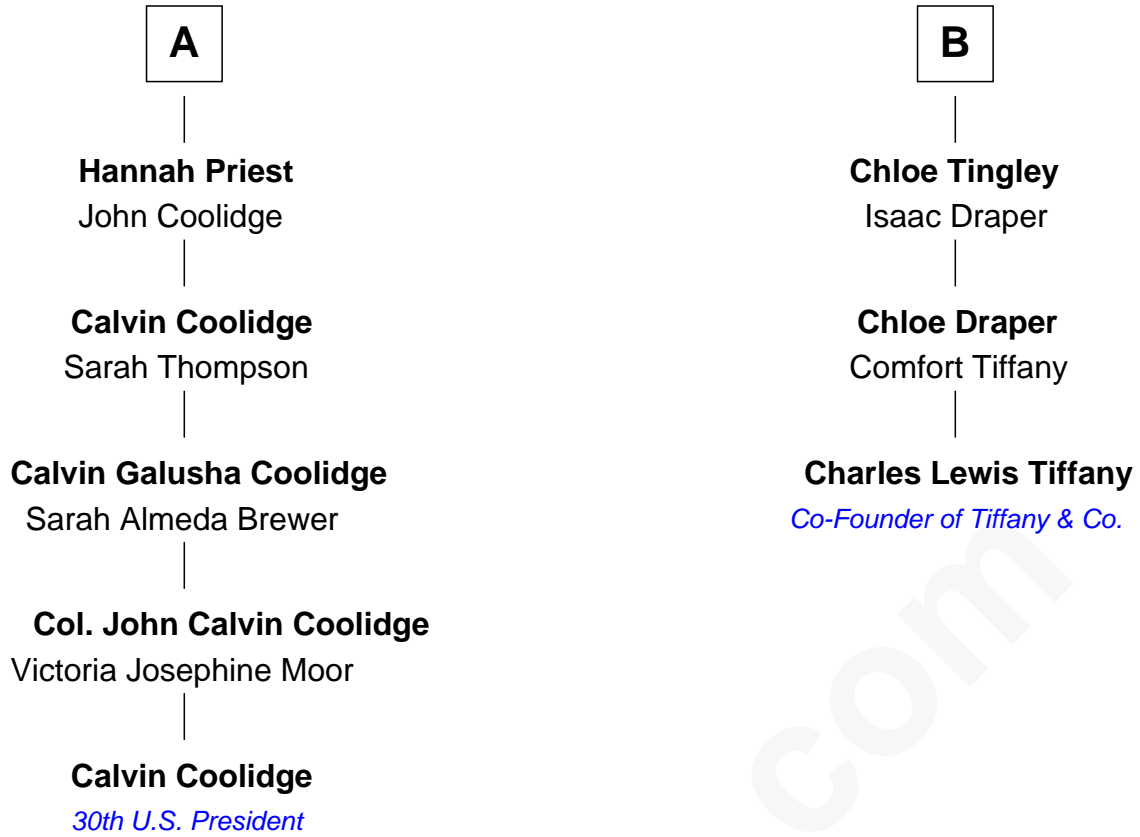 A
Hannah Priest
John Coolidge
Calvin Coolidge
Sarah Thompson
Calvin Galusha Coolidge
Sarah Almeda Brewer
Col. John Calvin Coolidge
Victoria Josephine Moor
Calvin Coolidge
30th U.S. President
B
Chloe Tingley
Isaac Draper
Chloe Draper
Comfort Tiffany
Charles Lewis Tiffany
Co-Founder of Tiffany & Co.
com